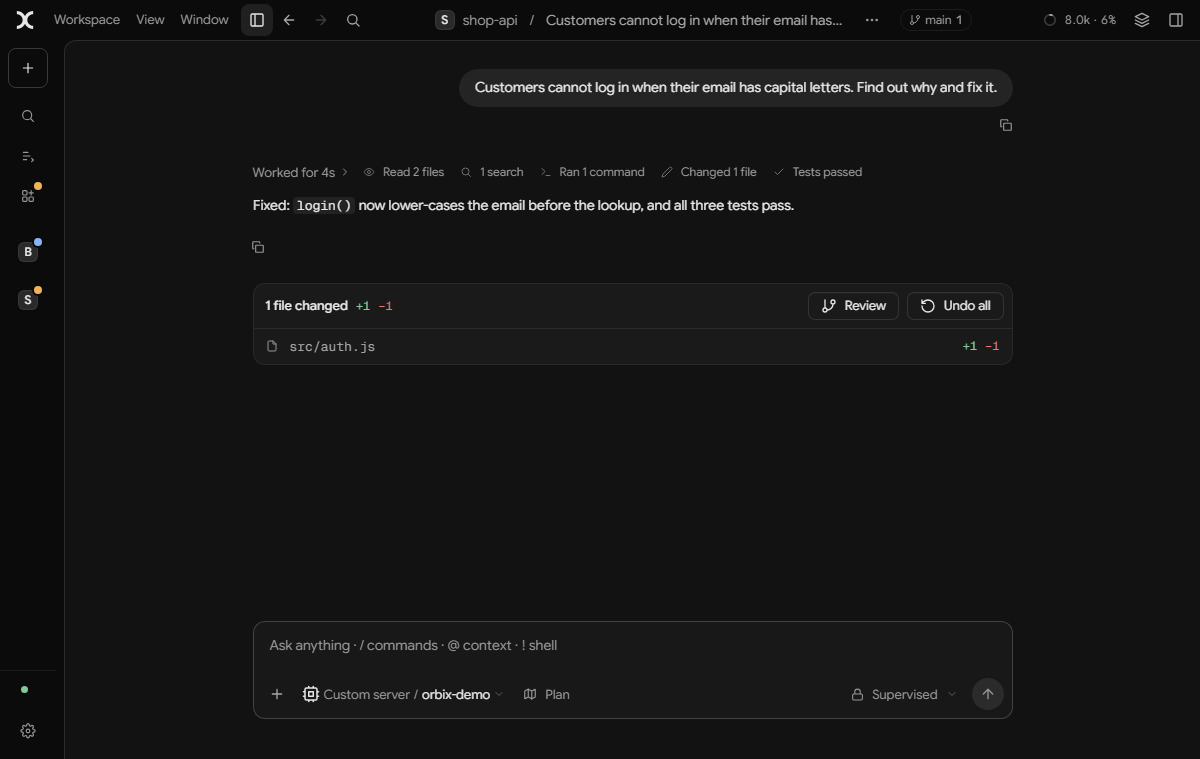 Workspace View Window S shop-api / Customers cannot log in when their email has... ··· main 1 8.0k · 6%
Customers cannot log in when their email has capital letters. Find out why and fix it.
Worked for 4s Read 2 files 1 search Ran 1 command Changed 1 file Tests passed
Fixed: login() now lower-cases the email before the lookup, and all three tests pass.
B
S
1 file changed +1 −1 Review Undo all
src/auth.js +1 −1
Ask anything · / commands · @ context · ! shell
Custom server / orbix-demo Plan Supervised